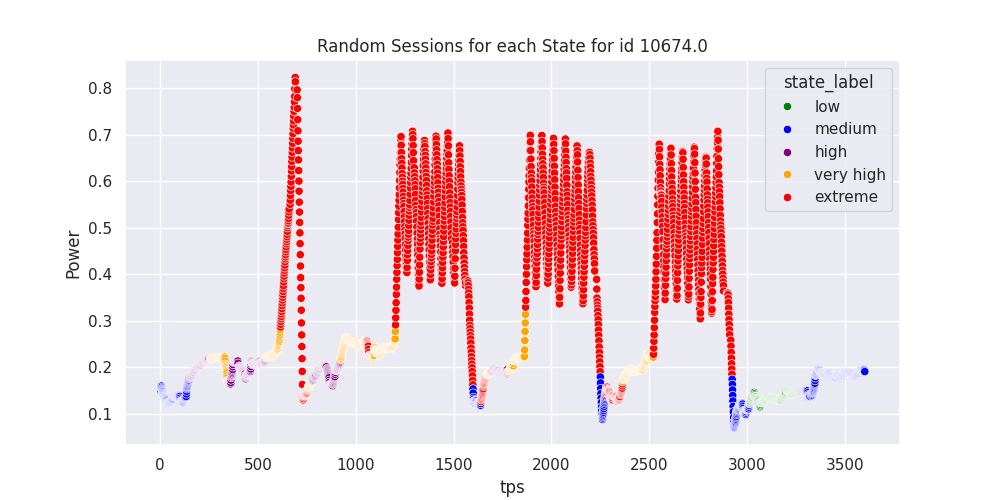 Random Sessions for each State for id 10674.0
state_label
low
medium
high
very high
extreme
Power
0.8
0.7
0.6
0.5
0.4
0.3
0.2
0.1
0 500 1000 1500 2000 2500 3000 3500
tps